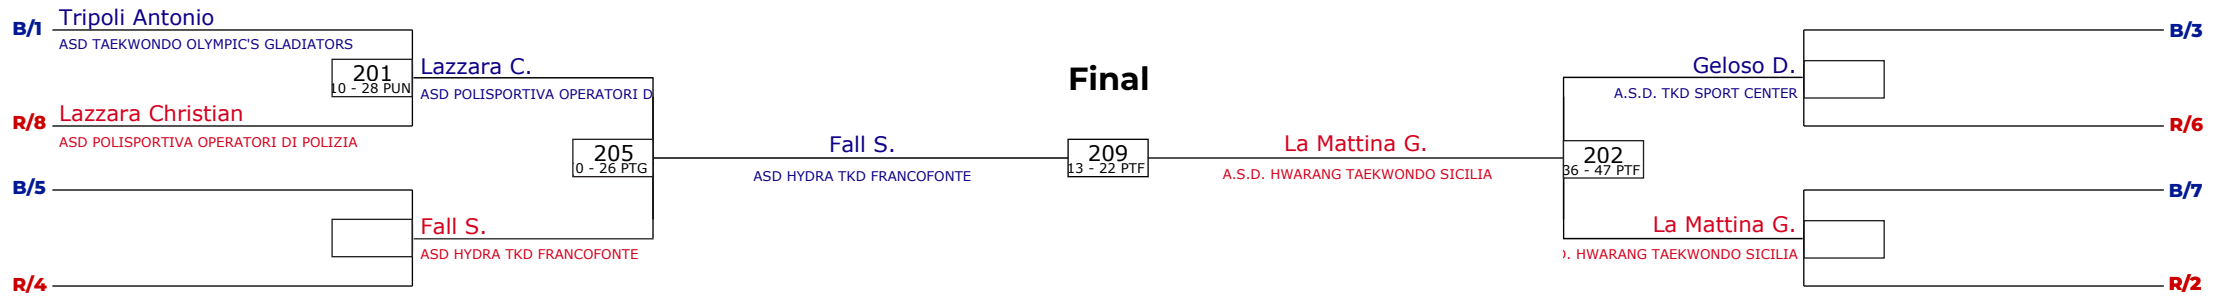 B/1 Tripoli Antonio
ASD TAEKWONDO OLYMPIC'S GLADIATORS
201
10 - 28 PUN
R/8 Lazzara Christian
ASD POLISPORTIVA OPERATORI DI POLIZIA
Lazzara C.
ASD POLISPORTIVA OPERATORI D
205
0 - 26 PTG
B/5
Fall S.
ASD HYDRA TKD FRANCOFONTE
R/4
Final
Fall S.
ASD HYDRA TKD FRANCOFONTE
209
13 - 22 PTF
La Mattina G.
A.S.D. HWARANG TAEKWONDO SICILIA
B/3
Geloso D.
A.S.D. TKD SPORT CENTER
R/6
202
36 - 47 PTF
B/7
La Mattina G.
. HWARANG TAEKWONDO SICILIA
R/2